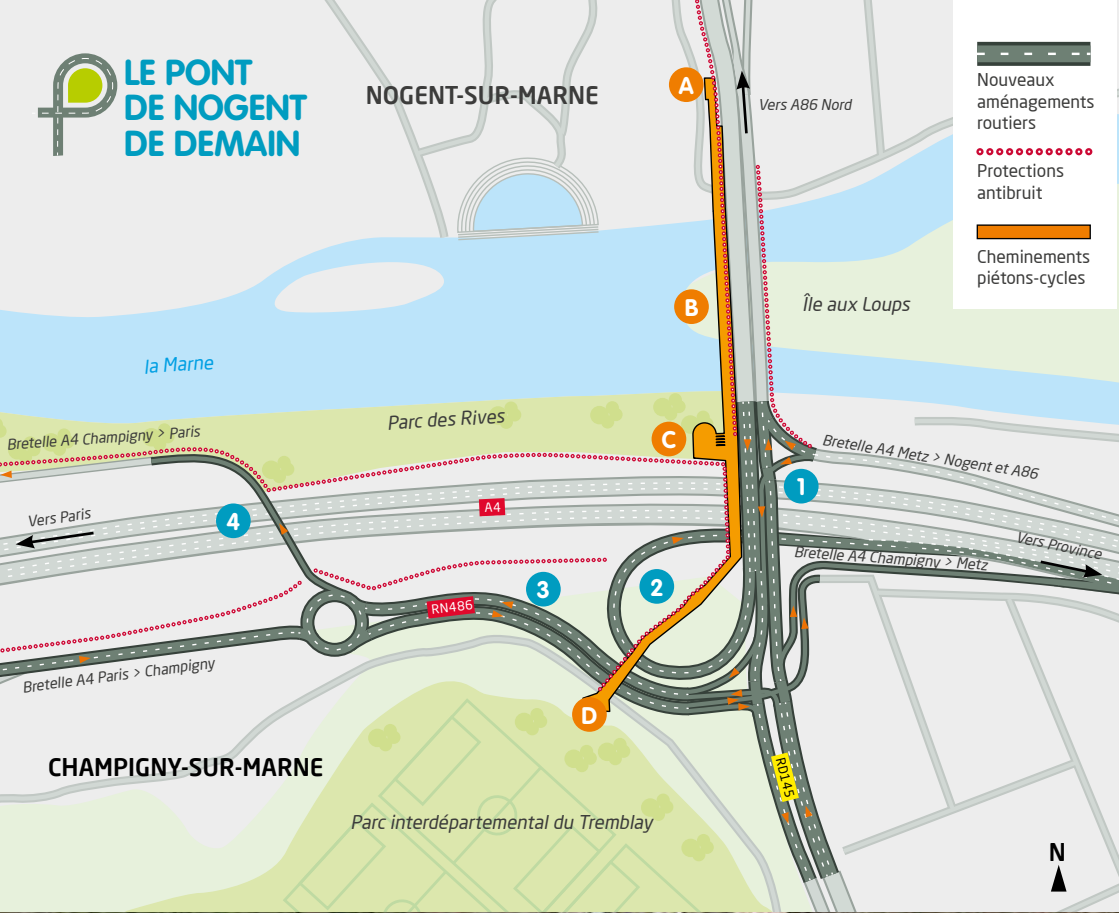 LE PONT
DE NOGENT
DE DEMAIN
NOGENT-SUR-MARNE
A
Vers A86 Nord
Nouveaux
aménagements
routiers
Protections
antibruit
Cheminements
piétons-cycles
B
Île aux Loups
la Marne
Parc des Rives
Bretelle A4 Champigny > Paris
C
Bretelle A4 Metz > Nogent et A86
1
A4
4
Vers Paris
Vers Province
Bretelle A4 Champigny > Metz
2
3
RN486
Bretelle A4 Paris > Champigny
D
CHAMPIGNY-SUR-MARNE
RD145
Parc interdépartemental du Tremblay
N